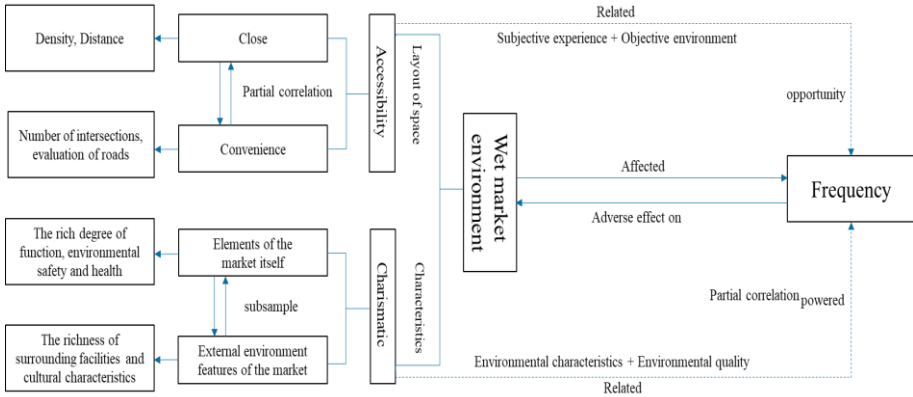 Density, Distance
Close
Partial correlation
Number of intersections,
evaluation of roads
Convenience
Accessibility
Layout of space
Related
Subjective experience + Objective environment
opportunity
Wet market
environment
Affected
Adverse effect on
Frequency
The rich degree of
function, environmental
safety and health
Elements of the
market itself
subsample
The richness of
surrounding facilities and
cultural characteristics
External environment
features of the market
Charismatic
Characteristics
Partial correlation powered
Environmental characteristics + Environmental quality
Related